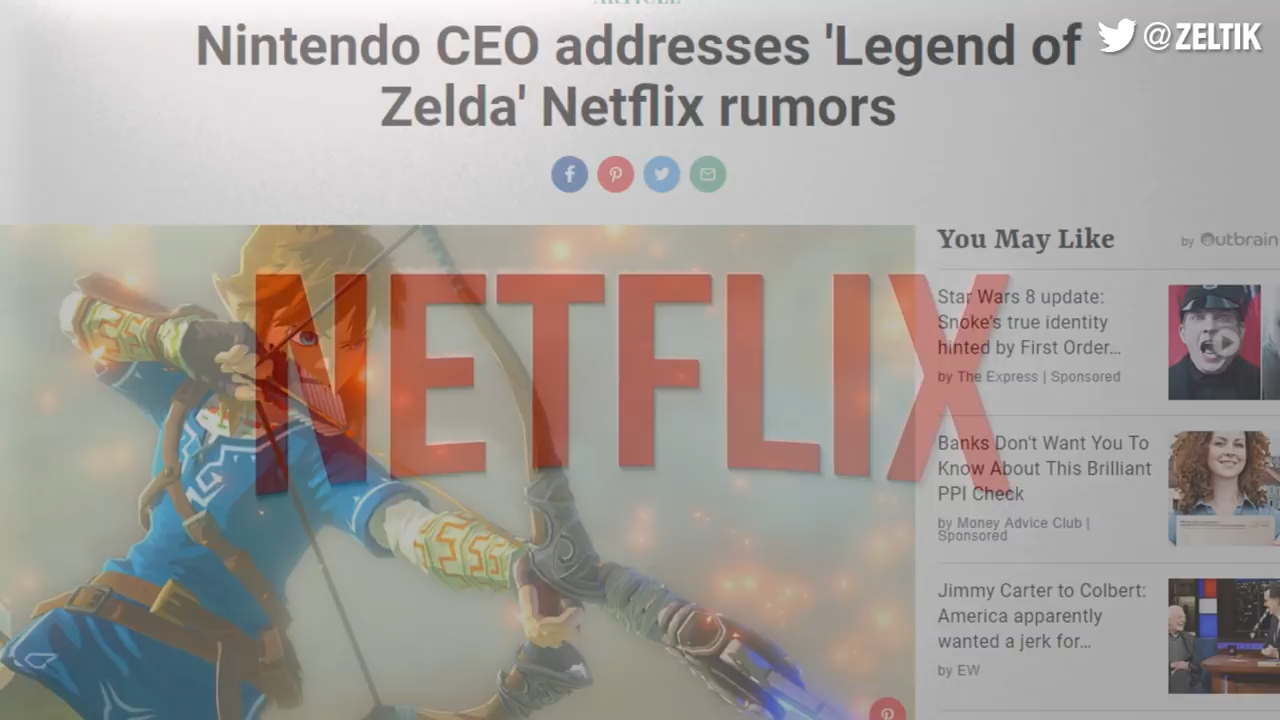 ARTICLE
Nintendo CEO addresses 'Legend of
Zelda' Netflix rumors
@ZELTIK
NETFLIX
You May Like
by Outbrain
Star Wars 8 update:
Snoke's true identity
hinted by First Order...
by The Express | Sponsored
Banks Don't Want You To
Know About This Brilliant
PPI Check
by Money Advice Club |
Sponsored
Jimmy Carter to Colbert:
America apparently
wanted a jerk for...
by EW